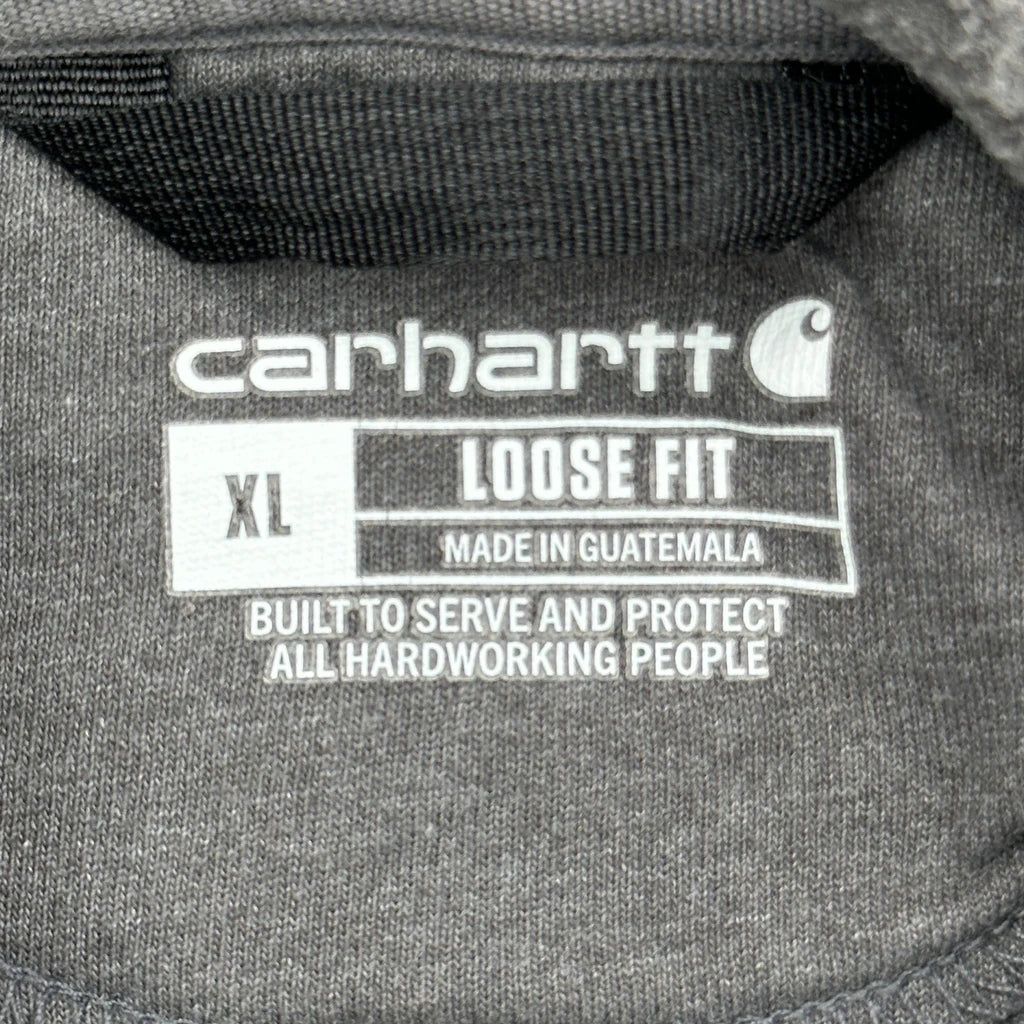 carhartt
XL
LOOSE FIT
MADE IN GUATEMALA
BUILT TO SERVE AND PROTECT
ALL HARDWORKING PEOPLE